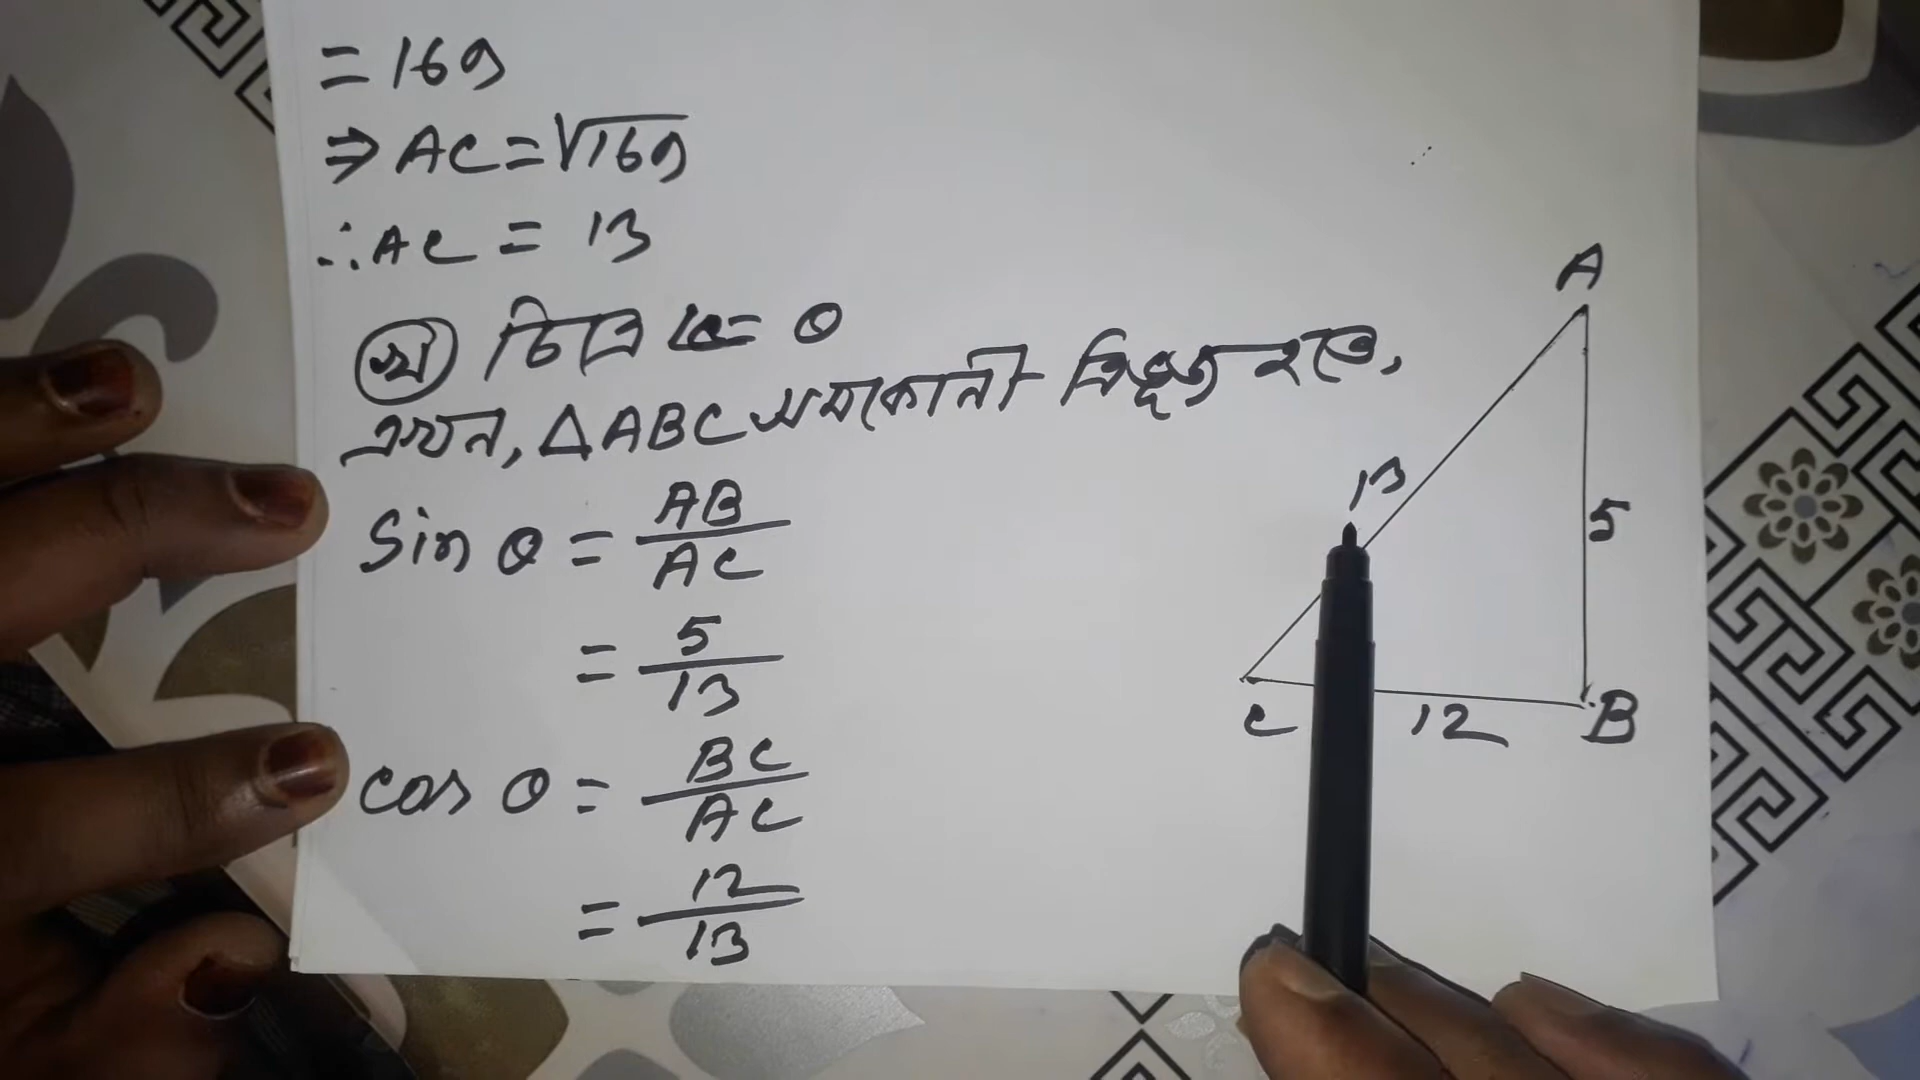 = 169
⇒ AC = √169
∴ AC = 13
(খ) চিত্রে ∠C = θ
এখন, △ABC সমকোনী ত্রিভুজ হতে,
Sin θ = AB/AC
= 5/13
cos θ = BC/AC
= 12/13
A
13
5
C
12
B